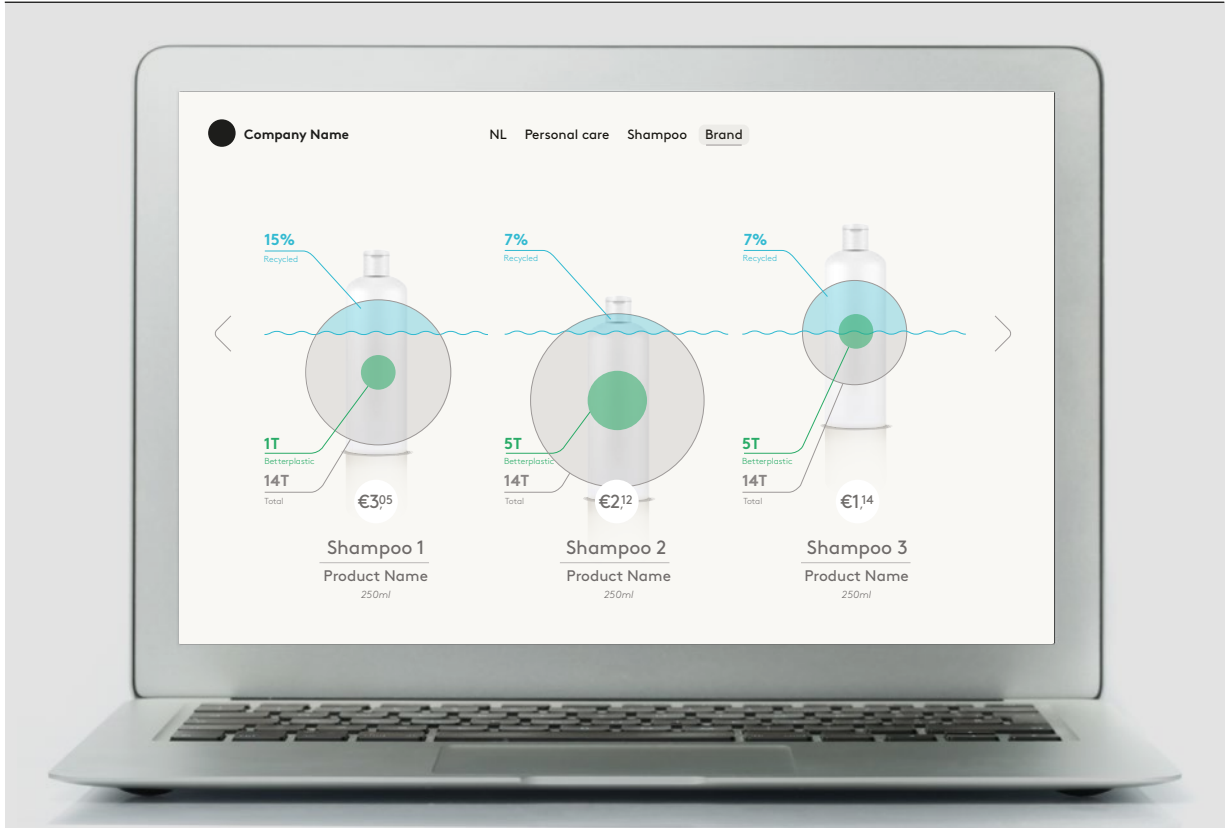 Company Name
NL Personal care Shampoo Brand
15%
Recycled
1T
Betterplastic
14T
Total
€3,05
Shampoo 1
Product Name
250ml
7%
Recycled
5T
Betterplastic
14T
Total
€2,12
Shampoo 2
Product Name
250ml
7%
Recycled
5T
Betterplastic
14T
Total
€1,14
Shampoo 3
Product Name
250ml